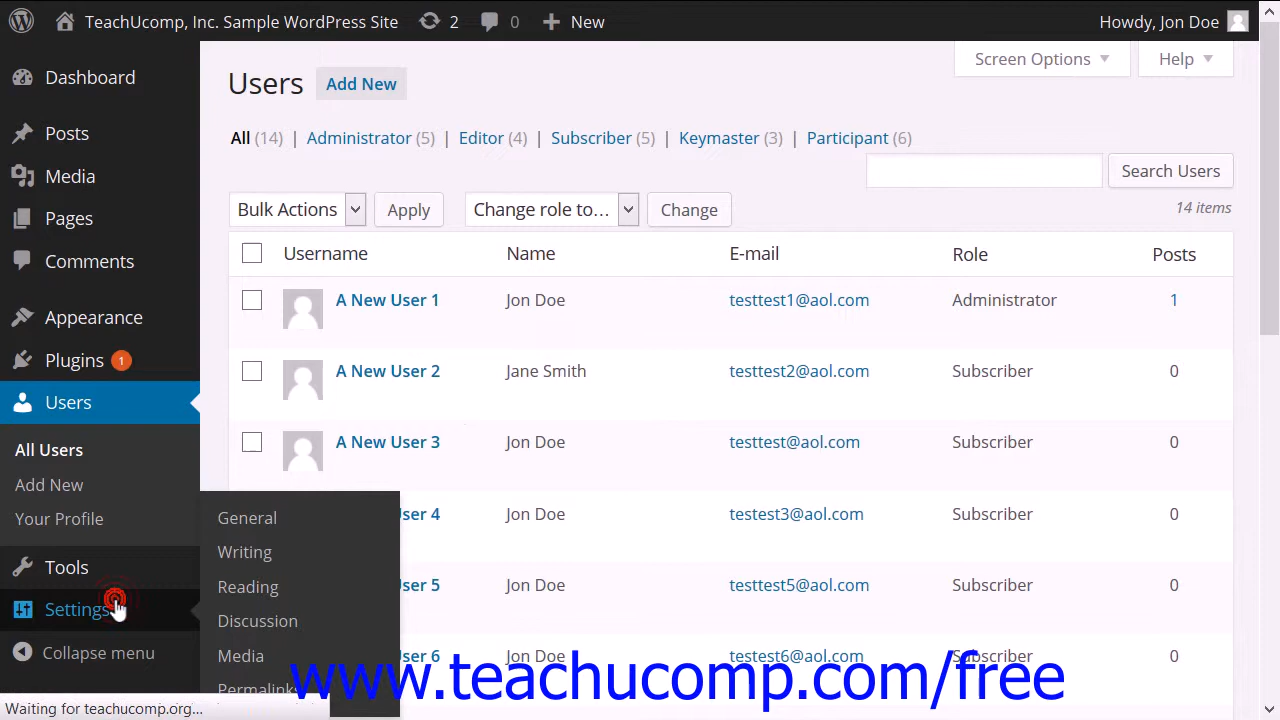 TeachUcomp, Inc. Sample WordPress Site 2 0 New Howdy, Jon Doe
Screen Options Help
Dashboard
Posts
Media
Pages
Comments
Appearance
Plugins 1
Users
All Users
Add New
Your Profile
Tools
Settings
Collapse menu
General
Writing
Reading
Discussion
Media
Permalinks
Users Add New
All (14) | Administrator (5) | Editor (4) | Subscriber (5) | Keymaster (3) | Participant (6)
Search Users
Bulk Actions Apply Change role to... Change 14 items
Username Name E-mail Role Posts
A New User 1 Jon Doe testtest1@aol.com Administrator 1
A New User 2 Jane Smith testtest2@aol.com Subscriber 0
A New User 3 Jon Doe testtest@aol.com Subscriber 0
ser 4 Jon Doe testest3@aol.com Subscriber 0
ser 5 Jon Doe testtest5@aol.com Subscriber 0
ser 6 Jon Doe testtest6@aol.com Subscriber 0
www.teachucomp.com/free
Waiting for teachucomp.org...